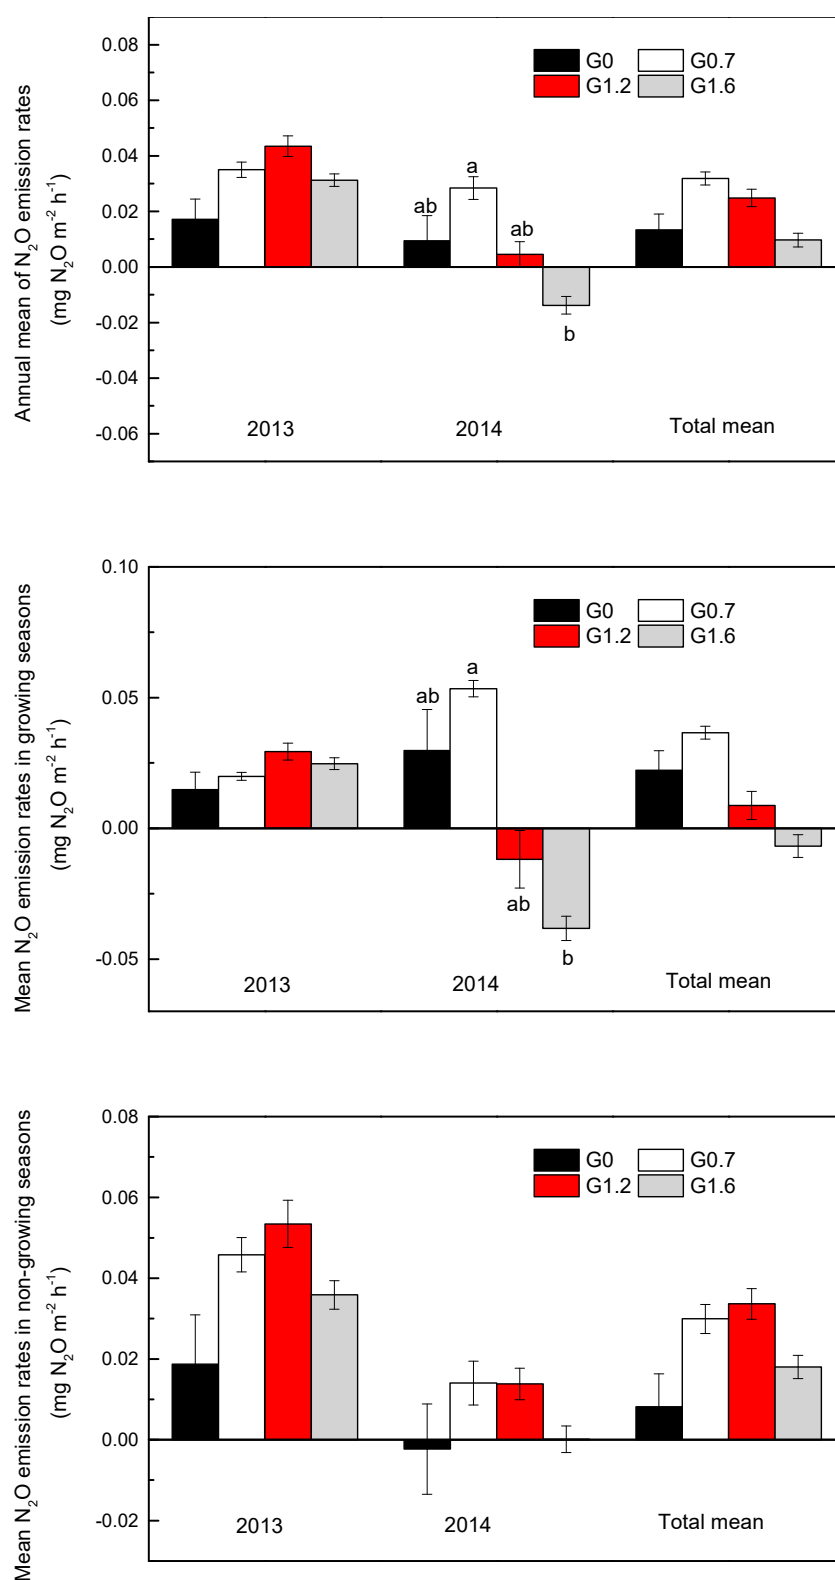 Annual mean of N₂O emission rates
(mg N₂O m⁻² h⁻¹)
0.08
0.06
0.04
0.02
0.00
-0.02
-0.04
-0.06
G0
G0.7
G1.2
G1.6
ab
a
ab
b
2013
2014
Total mean
Mean N₂O emission rates in growing seasons
(mg N₂O m⁻² h⁻¹)
0.10
0.05
0.00
-0.05
G0
G0.7
G1.2
G1.6
ab
a
ab
b
2013
2014
Total mean
Mean N₂O emission rates in non-growing seasons
(mg N₂O m⁻² h⁻¹)
0.08
0.06
0.04
0.02
0.00
-0.02
G0
G0.7
G1.2
G1.6
2013
2014
Total mean